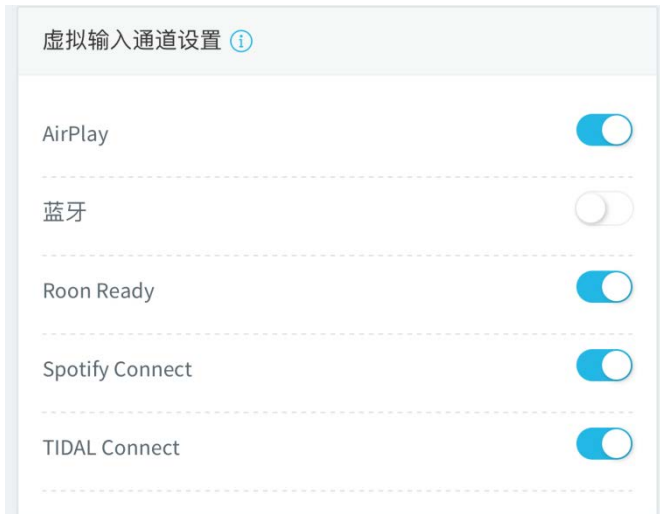 虚拟输入通道设置
AirPlay
蓝牙
Roon Ready
Spotify Connect
TIDAL Connect